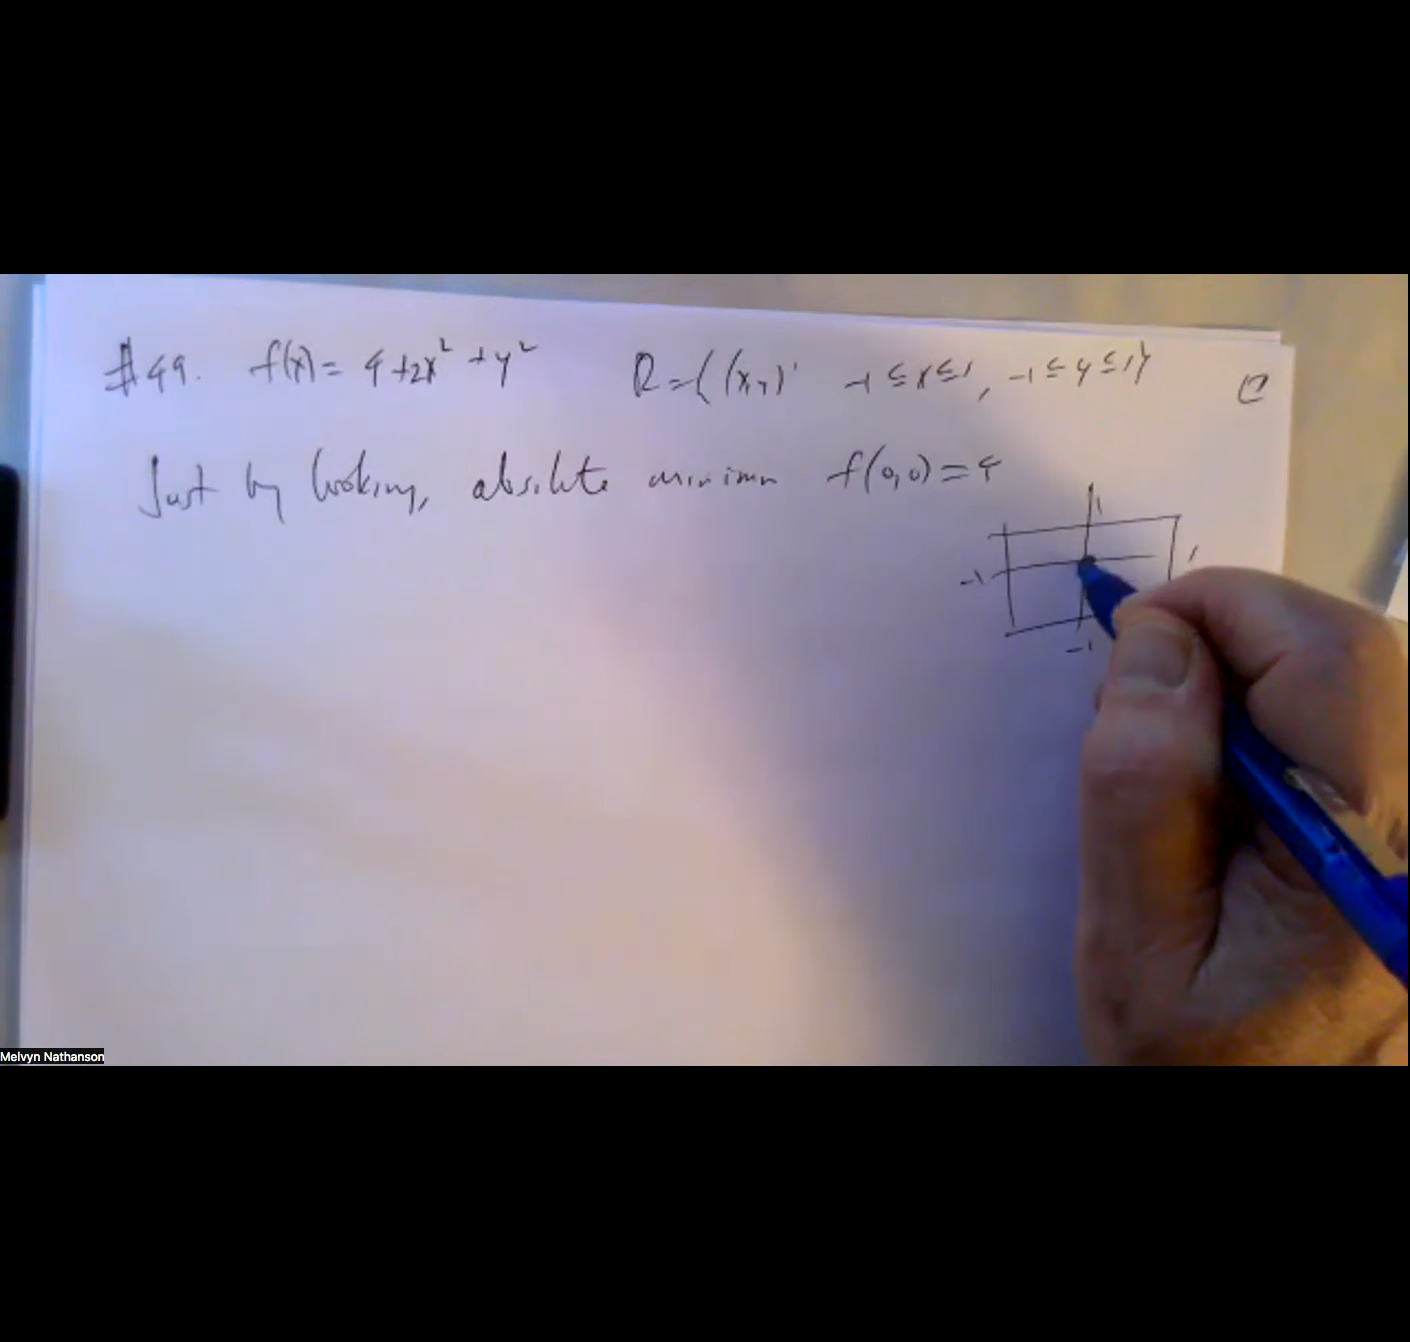 #49. f(x) = 4 + 2x² + y² R = { (x,y): -1 ≤ x ≤ 1, -1 ≤ y ≤ 1}
Just by looking, absolute minimum f(0,0) = 4
1
-1 1
-1
Melvyn Nathanson